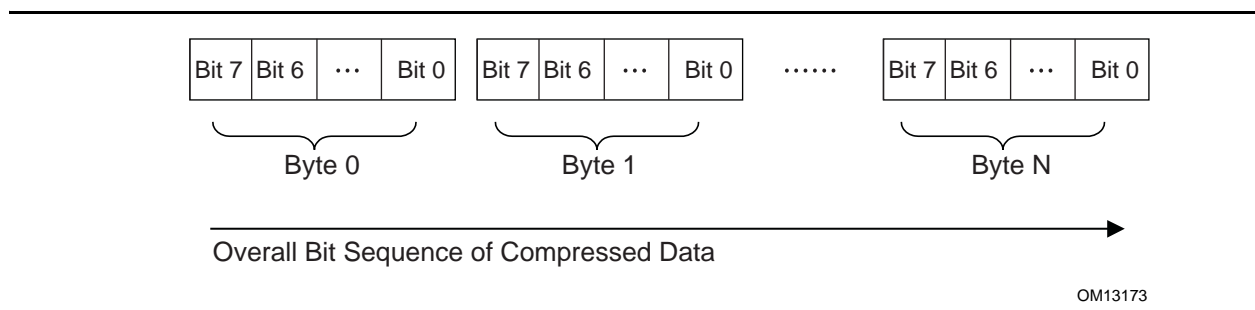 Bit 7 Bit 6 ··· Bit 0 Bit 7 Bit 6 ··· Bit 0 ······ Bit 7 Bit 6 ··· Bit 0
Byte 0 Byte 1 Byte N
Overall Bit Sequence of Compressed Data
OM13173